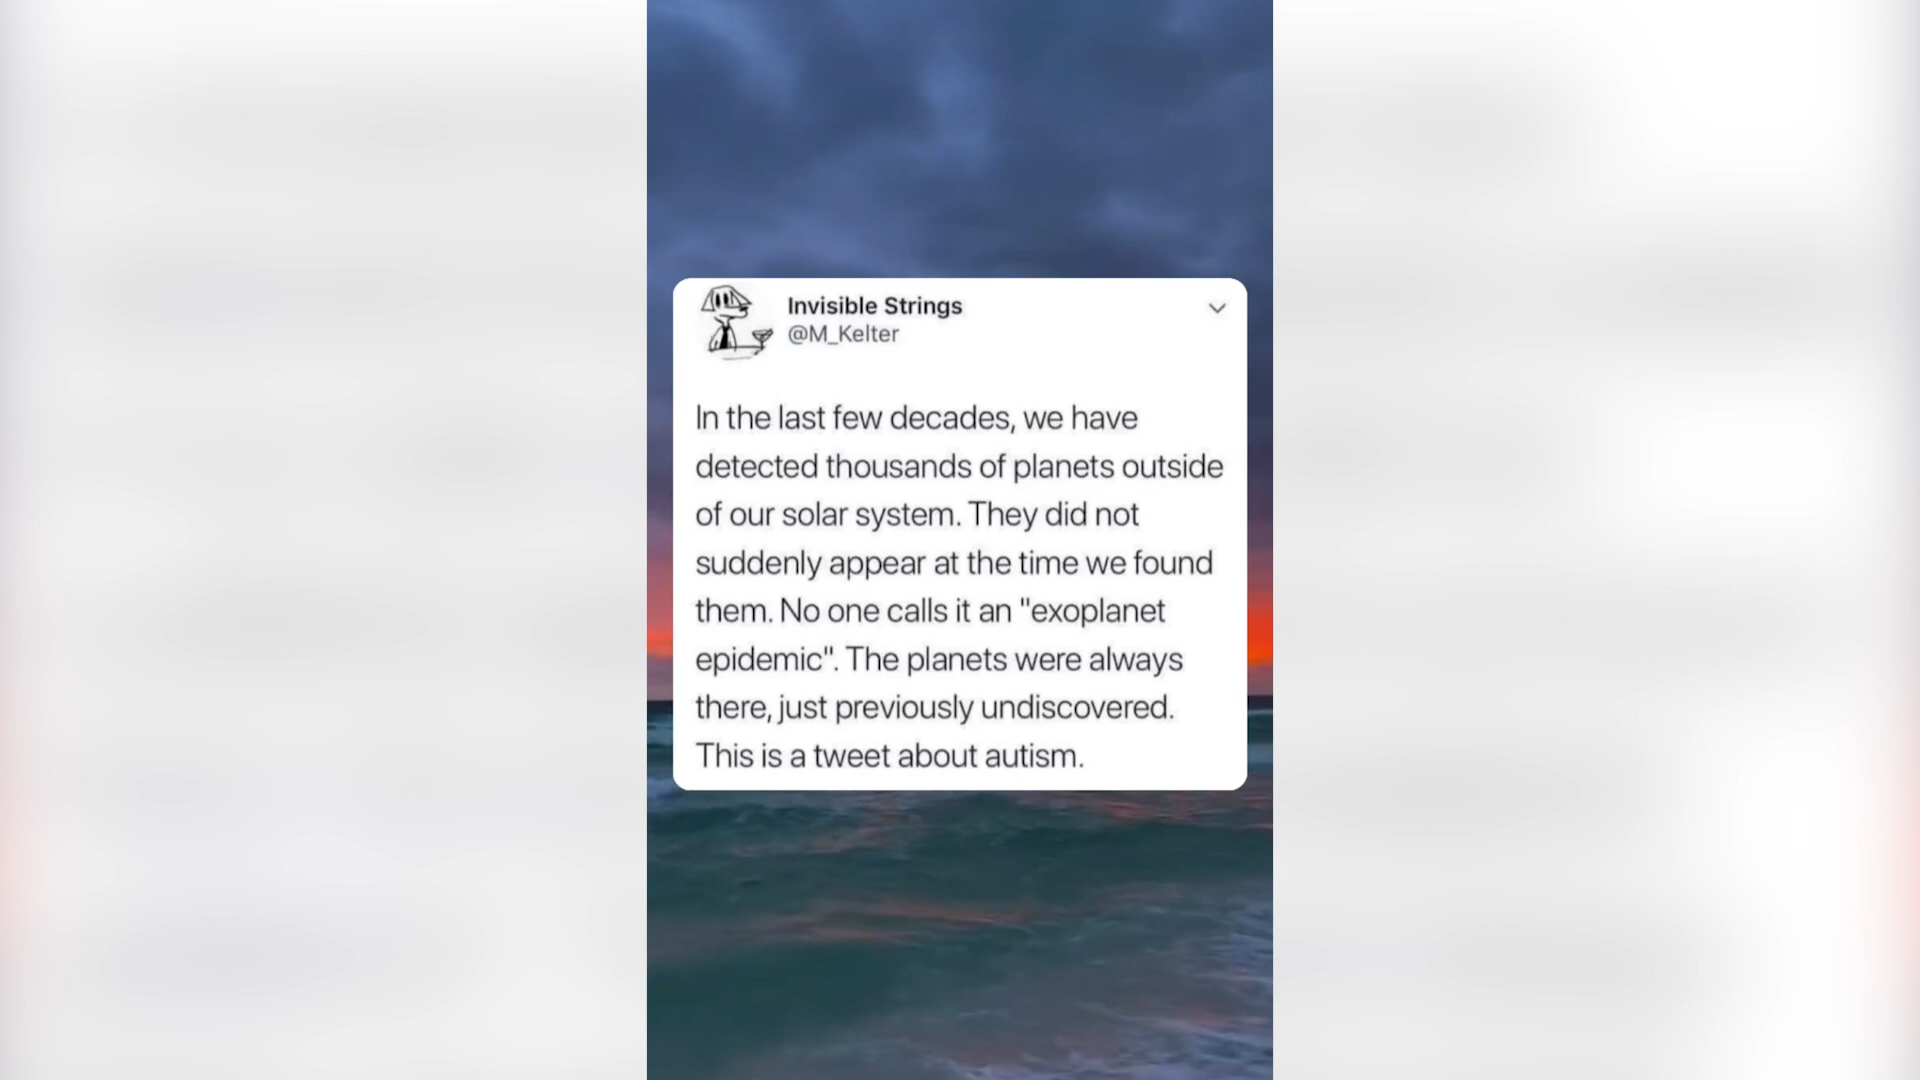 Invisible Strings
@M_Kelter
In the last few decades, we have
detected thousands of planets outside
of our solar system. They did not
suddenly appear at the time we found
them. No one calls it an "exoplanet
epidemic". The planets were always
there, just previously undiscovered.
This is a tweet about autism.